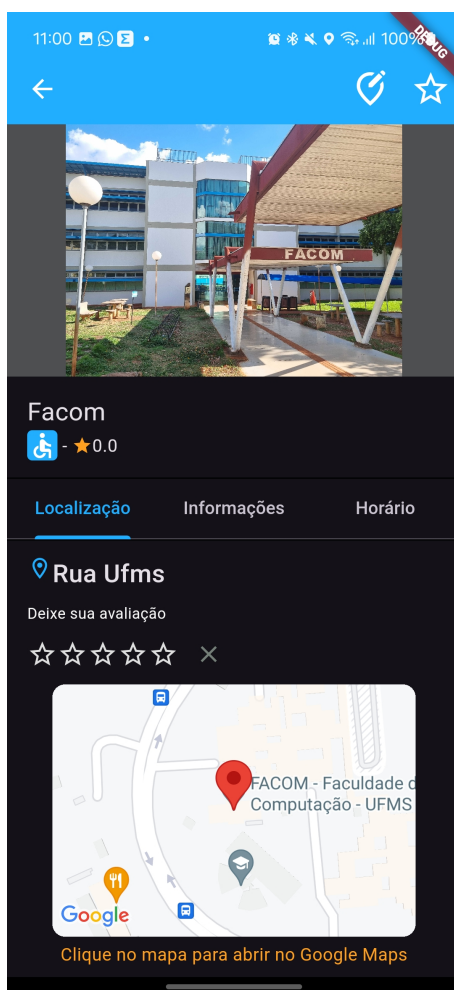 11:00
100%
DEBUG
FACOM
Facom
- 0.0
Localização Informações Horário
Rua Ufms
Deixe sua avaliação
FACOM - Faculdade d
Computação - UFMS
Google
Clique no mapa para abrir no Google Maps